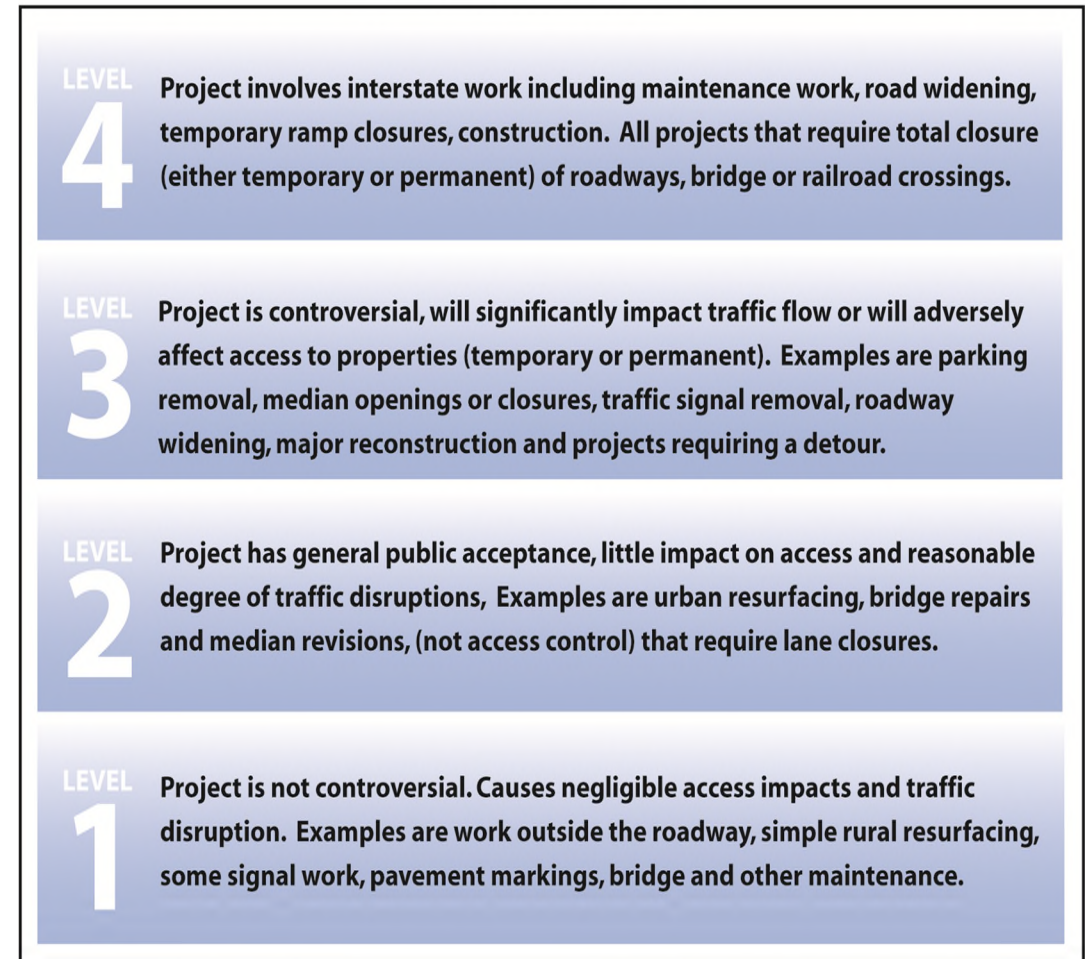 LEVEL
4
Project involves interstate work including maintenance work, road widening,
temporary ramp closures, construction. All projects that require total closure
(either temporary or permanent) of roadways, bridge or railroad crossings.
LEVEL
3
Project is controversial, will significantly impact traffic flow or will adversely
affect access to properties (temporary or permanent). Examples are parking
removal, median openings or closures, traffic signal removal, roadway
widening, major reconstruction and projects requiring a detour.
LEVEL
2
Project has general public acceptance, little impact on access and reasonable
degree of traffic disruptions, Examples are urban resurfacing, bridge repairs
and median revisions, (not access control) that require lane closures.
LEVEL
1
Project is not controversial. Causes negligible access impacts and traffic
disruption. Examples are work outside the roadway, simple rural resurfacing,
some signal work, pavement markings, bridge and other maintenance.